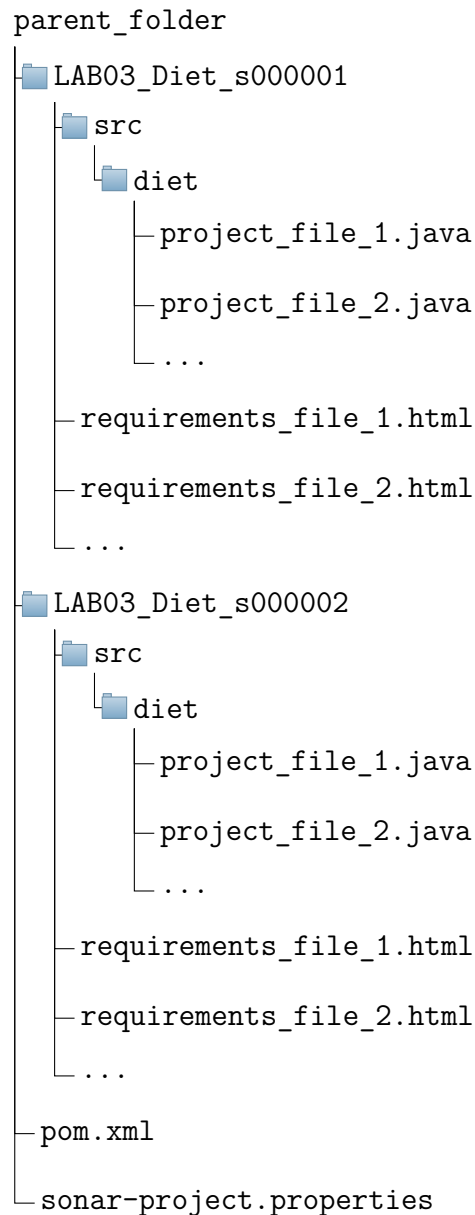 parent_folder
LAB03_Diet_s000001
src
diet
project_file_1.java
project_file_2.java
...
requirements_file_1.html
requirements_file_2.html
...
LAB03_Diet_s000002
src
diet
project_file_1.java
project_file_2.java
...
requirements_file_1.html
requirements_file_2.html
...
pom.xml
sonar-project.properties